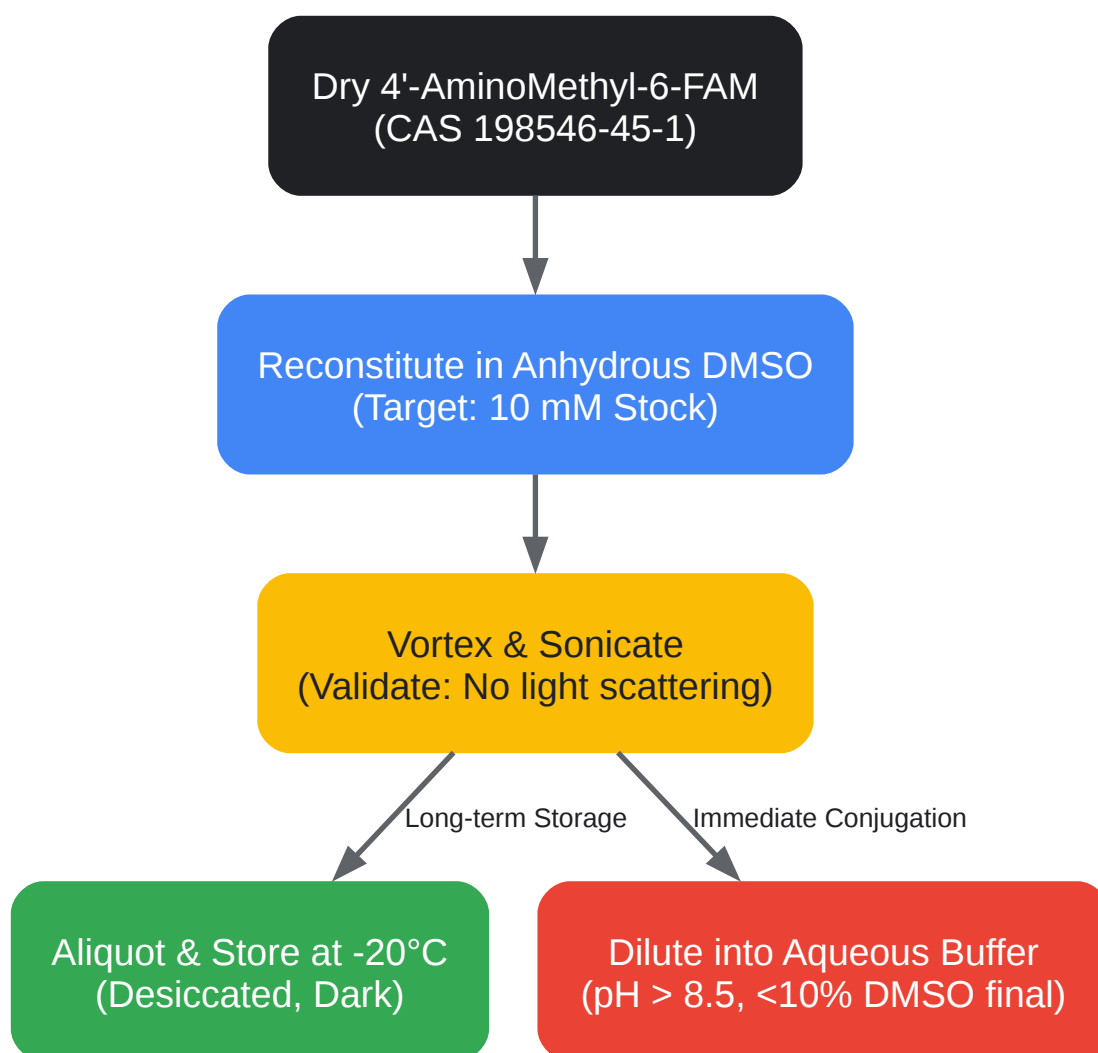 Dry 4'-AminoMethyl-6-FAM
(CAS 198546-45-1)
Reconstitute in Anhydrous DMSO
(Target: 10 mM Stock)
Vortex & Sonicate
(Validate: No light scattering)
Long-term Storage
Immediate Conjugation
Aliquot & Store at -20°C
(Desiccated, Dark)
Dilute into Aqueous Buffer
(pH > 8.5, <10% DMSO final)